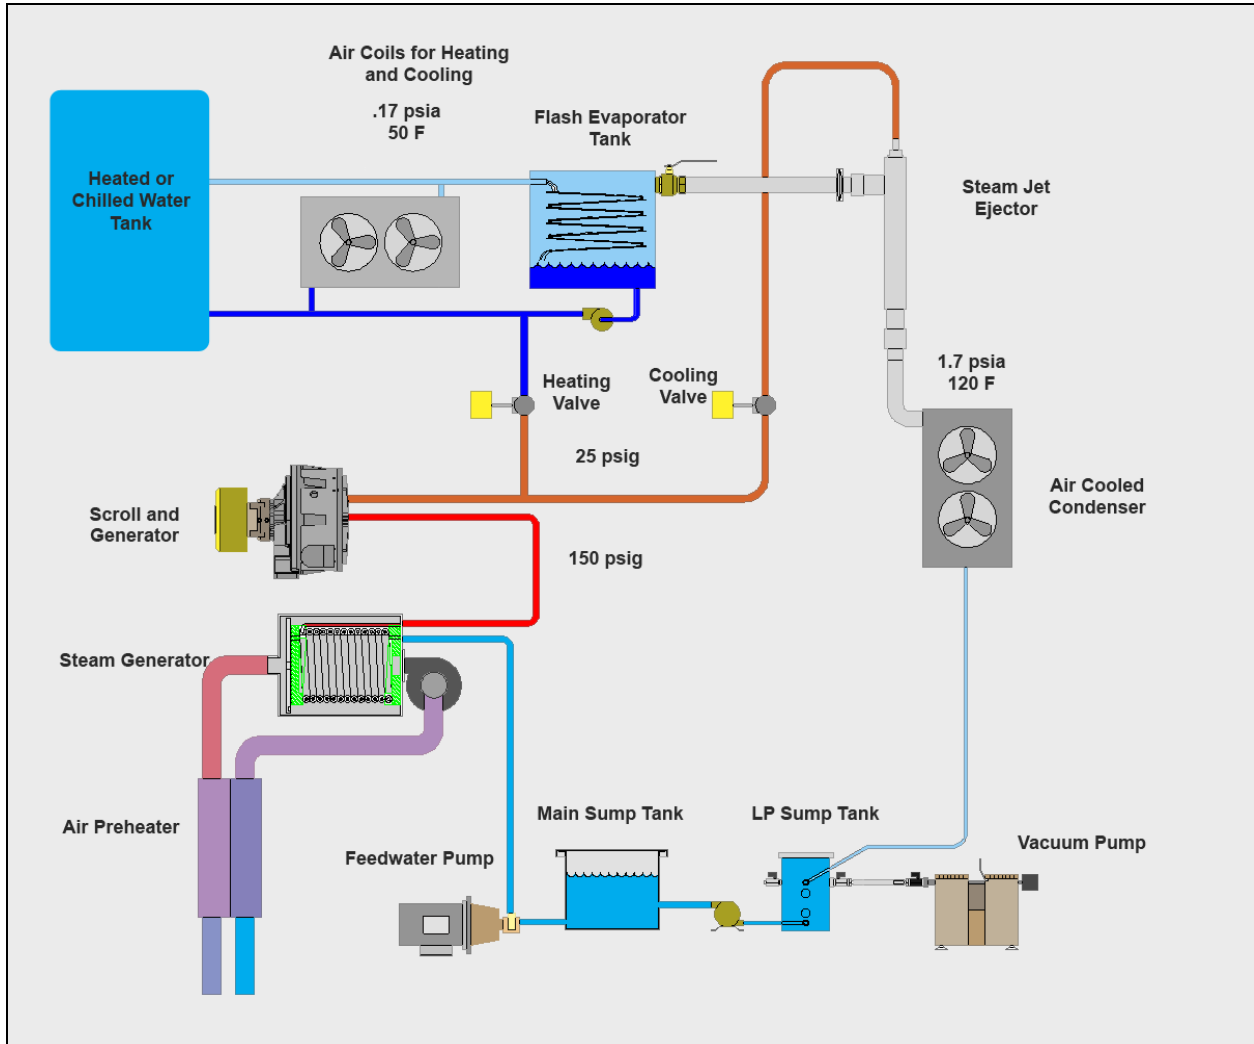 Air Coils for Heating
and Cooling
.17 psia
50 F
Flash Evaporator
Tank
Heated or
Chilled Water
Tank
Steam Jet
Ejector
1.7 psia
120 F
Heating
Valve
Cooling
Valve
25 psig
Air Cooled
Condenser
Scroll and
Generator
150 psig
Steam Generator
Air Preheater
Main Sump Tank
LP Sump Tank
Feedwater Pump
Vacuum Pump